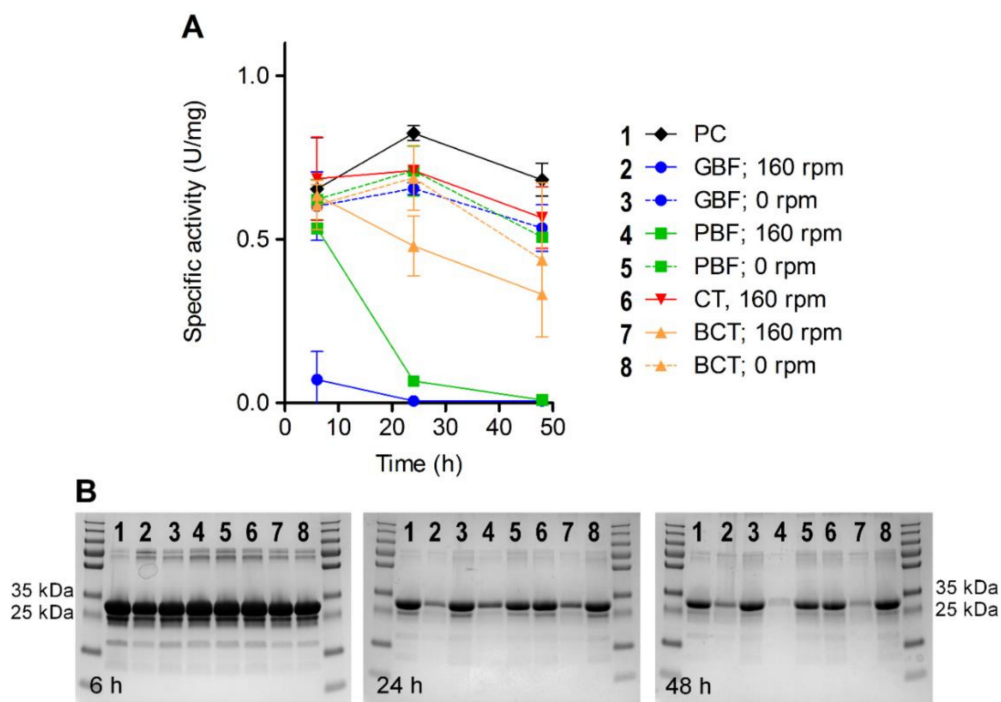 A
Specific activity (U/mg)
1.0
0.5
0.0
0 10 20 30 40 50
Time (h)
1 PC
2 GBF; 160 rpm
3 GBF; 0 rpm
4 PBF; 160 rpm
5 PBF; 0 rpm
6 CT, 160 rpm
7 BCT; 160 rpm
8 BCT; 0 rpm
B
1 2 3 4 5 6 7 8
35 kDa
25 kDa
6 h
1 2 3 4 5 6 7 8
24 h
1 2 3 4 5 6 7 8
35 kDa
25 kDa
48 h